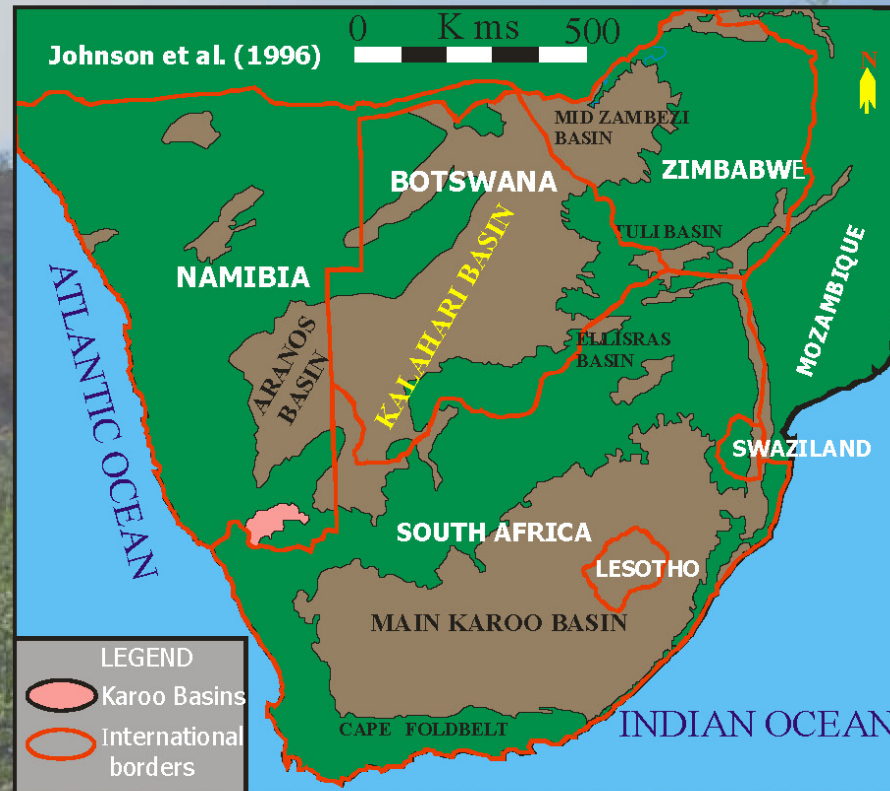 Johnson et al. (1996)
0 Kms 500
N
MID ZAMBEZI
BASIN
BOTSWANA
ZIMBABWE
TULI BASIN
NAMIBIA
KALAHARI BASIN
MOZAMBIQUE
ARANOS
BASIN
ELLISRAS
BASIN
ATLANTIC OCEAN
SWAZILAND
SOUTH AFRICA
LESOTHO
MAIN KAROO BASIN
LEGEND
Karoo Basins
International
borders
CAPE FOLDBELT
INDIAN OCEAN